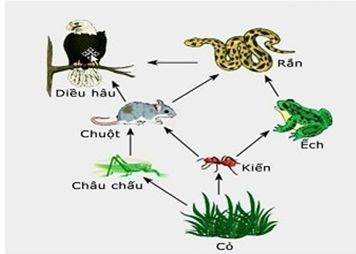 Rắn
Diều hâu
Chuột
Ếch
Kiến
Châu chấu
Cỏ